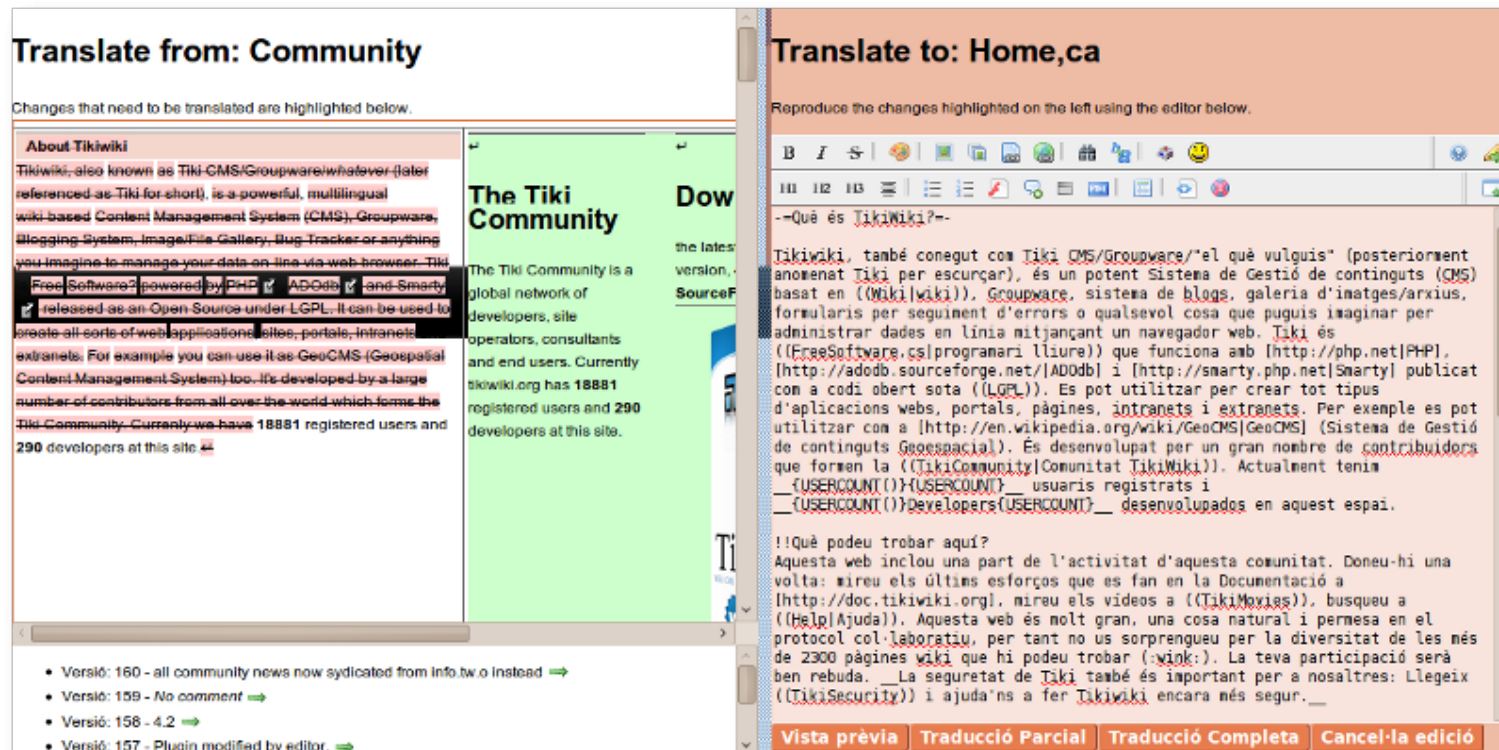 Translate from: Community
Changes that need to be translated are highlighted below.
About Tikiwiki
Tikiwiki, also known as Tiki CMS/Groupware/whatever (later
referenced as Tiki for short), is a powerful, multilingual
wiki based Content Management System (CMS), Groupware,
Blogging System, Image/File Gallery, Bug Tracker or anything
you imagine to manage your data on-line via web browser. Tiki
Free Software? powered by PHP ADOdb and Smarty
released as an Open Source under LGPL. It can be used to
create all sorts of web applications sites, portals, intranets
extranets. For example you can use it as GeoCMS (Geospatial
Content Management System) too. It's developed by a large
number of contributors from all over the world which forms the
Tiki Community. Currenly we have 18881 registered users and
290 developers at this site.↵
↵
The Tiki
Community
The Tiki Community is a
global network of
developers, site
operators, consultants
and end users. Currently
tikiwiki.org has 18881
registered users and 290
developers at this site.
↵
Dow
the lates
version,
SourceF
Ti
• Versió: 160 - all community news now sydicated from info.tw.o instead
• Versió: 159 - No comment
• Versió: 158 - 4.2
• Versió: 157 - Plugin modified by editor.
Translate to: Home,ca
Reproduce the changes highlighted on the left using the editor below.
B I S
H1 H2 H3
-=Què és TikiWiki?=-
Tikiwiki, també conegut com Tiki CMS/Groupware/"el què vulguis" (posteriorment
anomenat Tiki per escurçar), és un potent Sistema de Gestió de continguts (CMS)
basat en ((Wiki|wiki)), Groupware, sistema de blogs, galeria d'imatges/arxius,
formularis per seguiment d'errors o qualsevol cosa que puguis imaginar per
administrar dades en línia mitjançant un navegador web. Tiki és
((FreeSoftware.cs|programari lliure)) que funciona amb [http://php.net|PHP],
[http://adodb.sourceforge.net/|ADOdb] i [http://smarty.php.net|Smarty] publicat
com a codi obert sota ((LGPL)). Es pot utilitzar per crear tot tipus
d'aplicacions webs, portals, pàgines, intranets i extranets. Per exemple es pot
utilitzar com a [http://en.wikipedia.org/wiki/GeoCMS|GeoCMS] (Sistema de Gestió
de continguts Geoespacial). És desenvolupat per un gran nombre de contribuidors
que formen la ((TikiCommunity|Comunitat TikiWiki)). Actualment tenim
__{USERCOUNT()}{USERCOUNT}__ usuaris registrats i
__{USERCOUNT()}Developers{USERCOUNT}__ desenvolupados en aquest espai.
!!Què podeu trobar aquí?
Aquesta web inclou una part de l'activitat d'aquesta comunitat. Doneu-hi una
volta: mireu els últims esforços que es fan en la Documentació a
[http://doc.tikiwiki.org], mireu els vídeos a ((TikiMovies)), busqueu a
((Help|Ajuda)). Aquesta web és molt gran, una cosa natural i permesa en el
protocol col·laboratiu, per tant no us sorprengueu per la diversitat de les més
de 2300 pàgines wiki que hi podeu trobar (:wink:). La teva participació serà
ben rebuda. __La seguretat de Tiki també és important per a nosaltres: Llegeix
((TikiSecurity)) i ajuda'ns a fer Tikiwiki encara més segur.__
Vista prèvia Traducció Parcial Traducció Completa Cancel·la edició